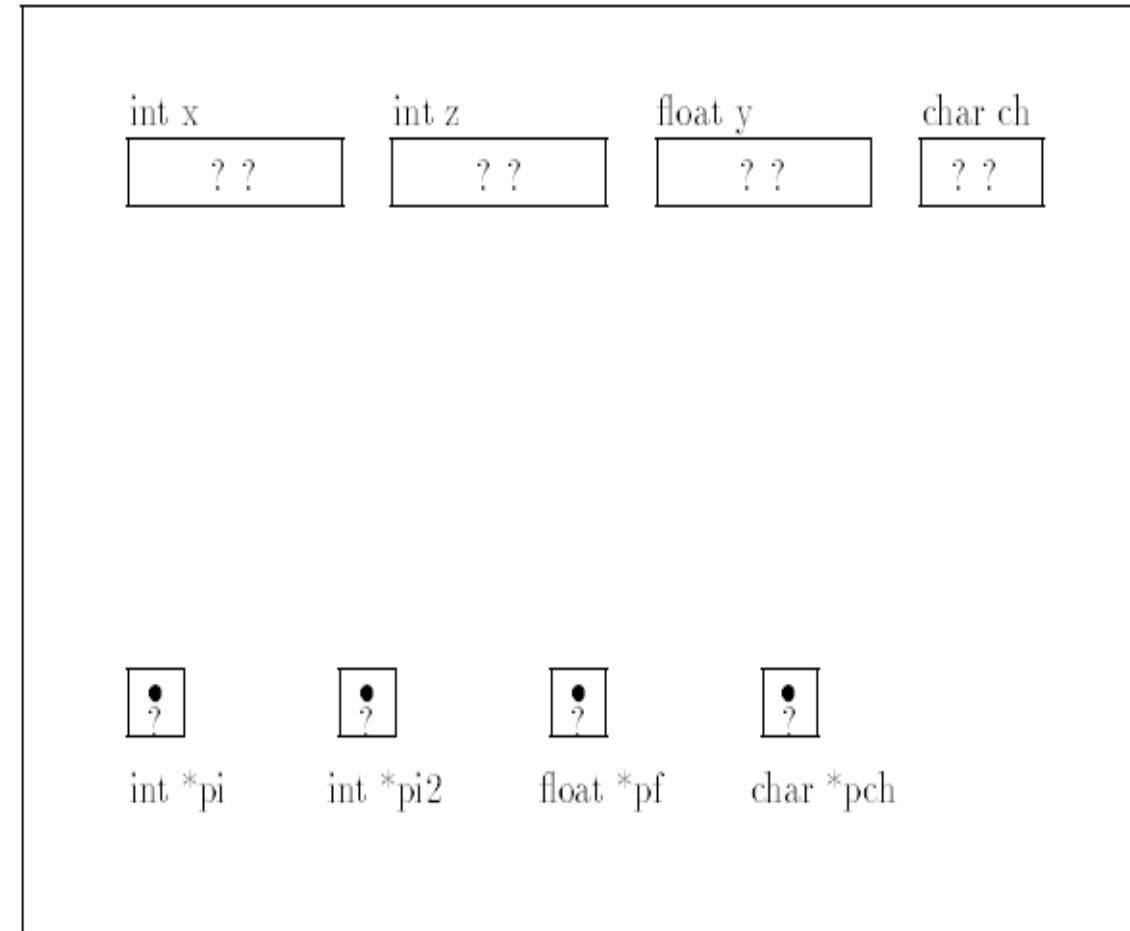 int x int z float y char ch
? ? ? ? ? ? ? ?
? ? ? ?
int *pi int *pi2 float *pf char *pch